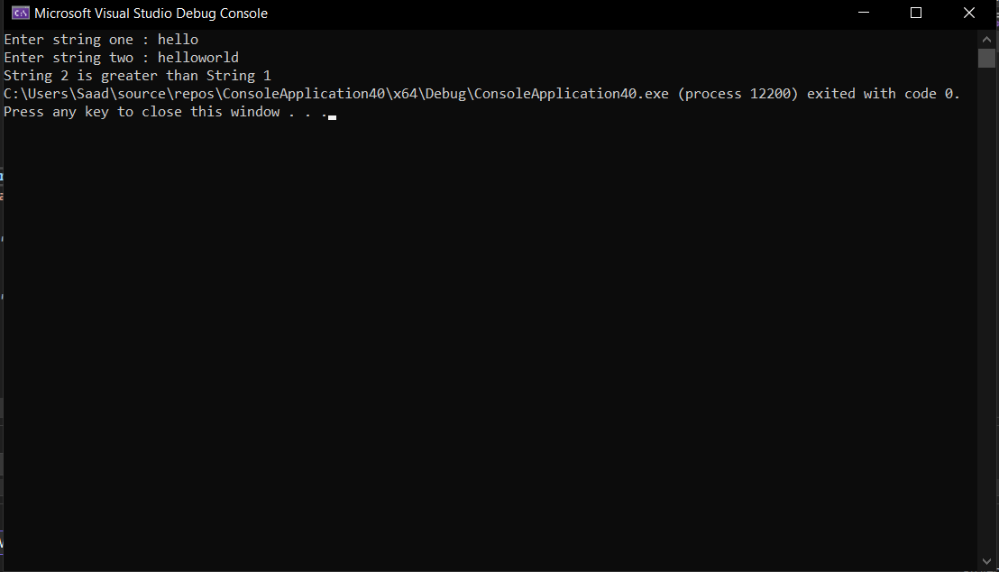 Microsoft Visual Studio Debug Console
Enter string one : hello
Enter string two : helloworld
String 2 is greater than String 1
C:\Users\Saad\source\repos\ConsoleApplication40\x64\Debug\ConsoleApplication40.exe (process 12200) exited with code 0.
Press any key to close this window . . .